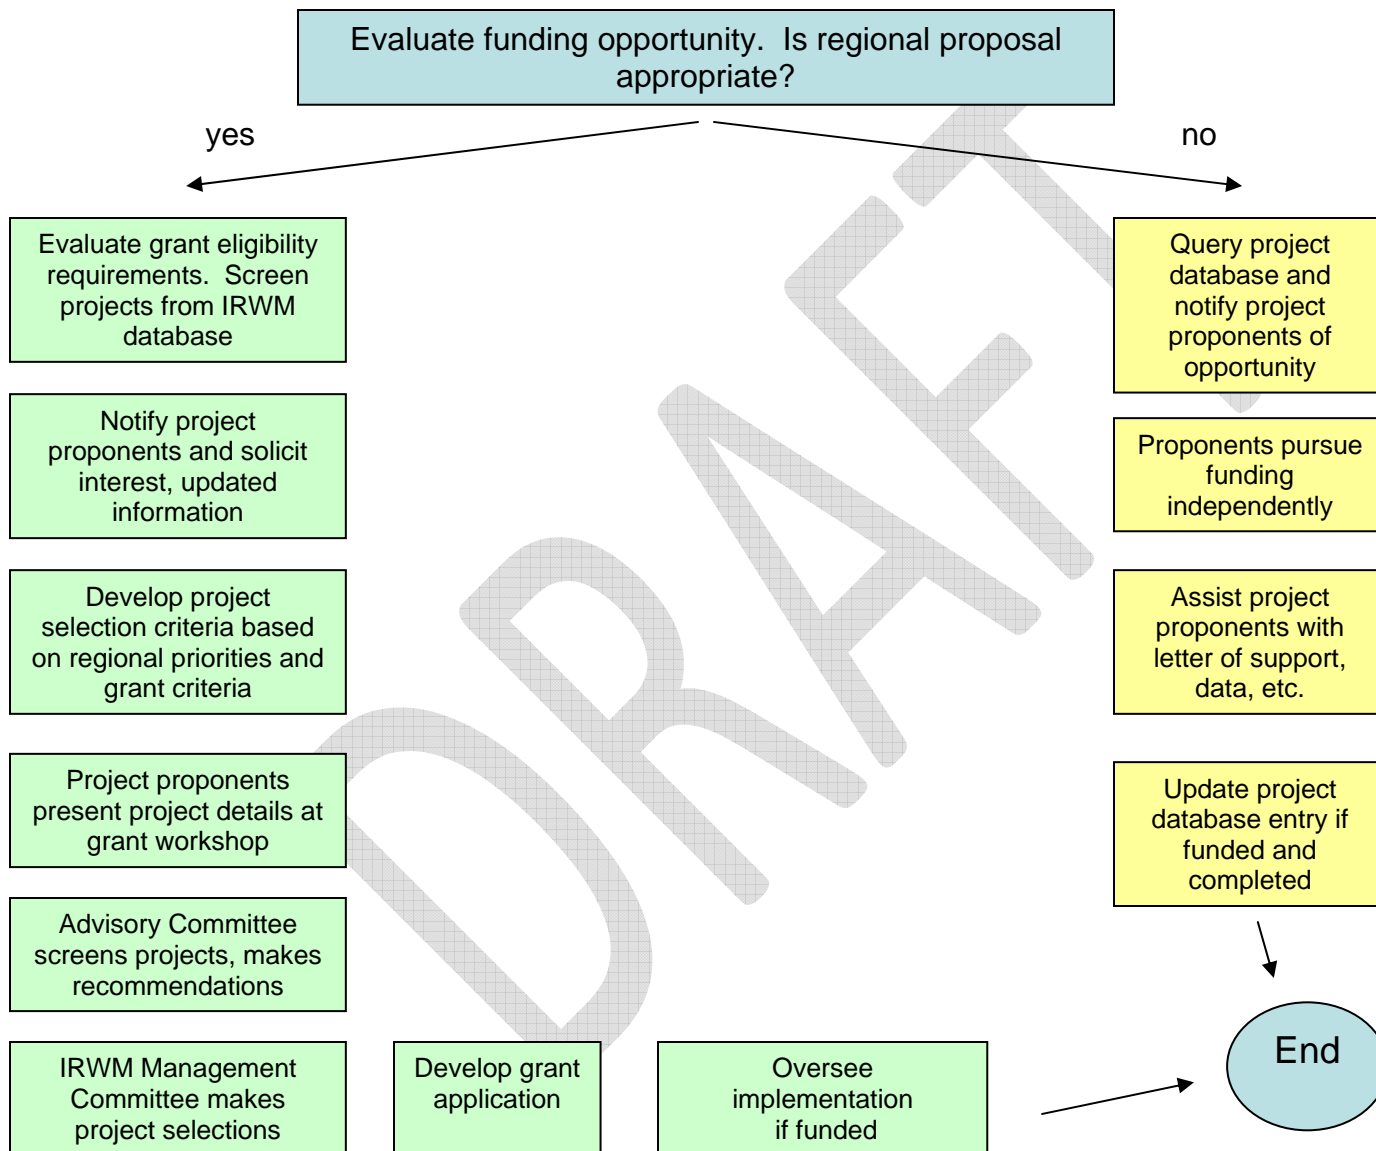 Evaluate funding opportunity.  Is regional proposal
appropriate?
yes
no
Evaluate grant eligibility
requirements.  Screen
projects from IRWM
database
Notify project
proponents and solicit
interest, updated
information
Develop project
selection criteria based
on regional priorities and
grant criteria
Project proponents
present project details at
grant workshop
Advisory Committee
screens projects, makes
recommendations
IRWM Management
Committee makes
project selections
Develop grant
application
Oversee
implementation
if funded
Query project
database and
notify project
proponents of
opportunity
Proponents pursue
funding
independently
Assist project
proponents with
letter of support,
data, etc.
Update project
database entry if
funded and
completed
End
DRAFT